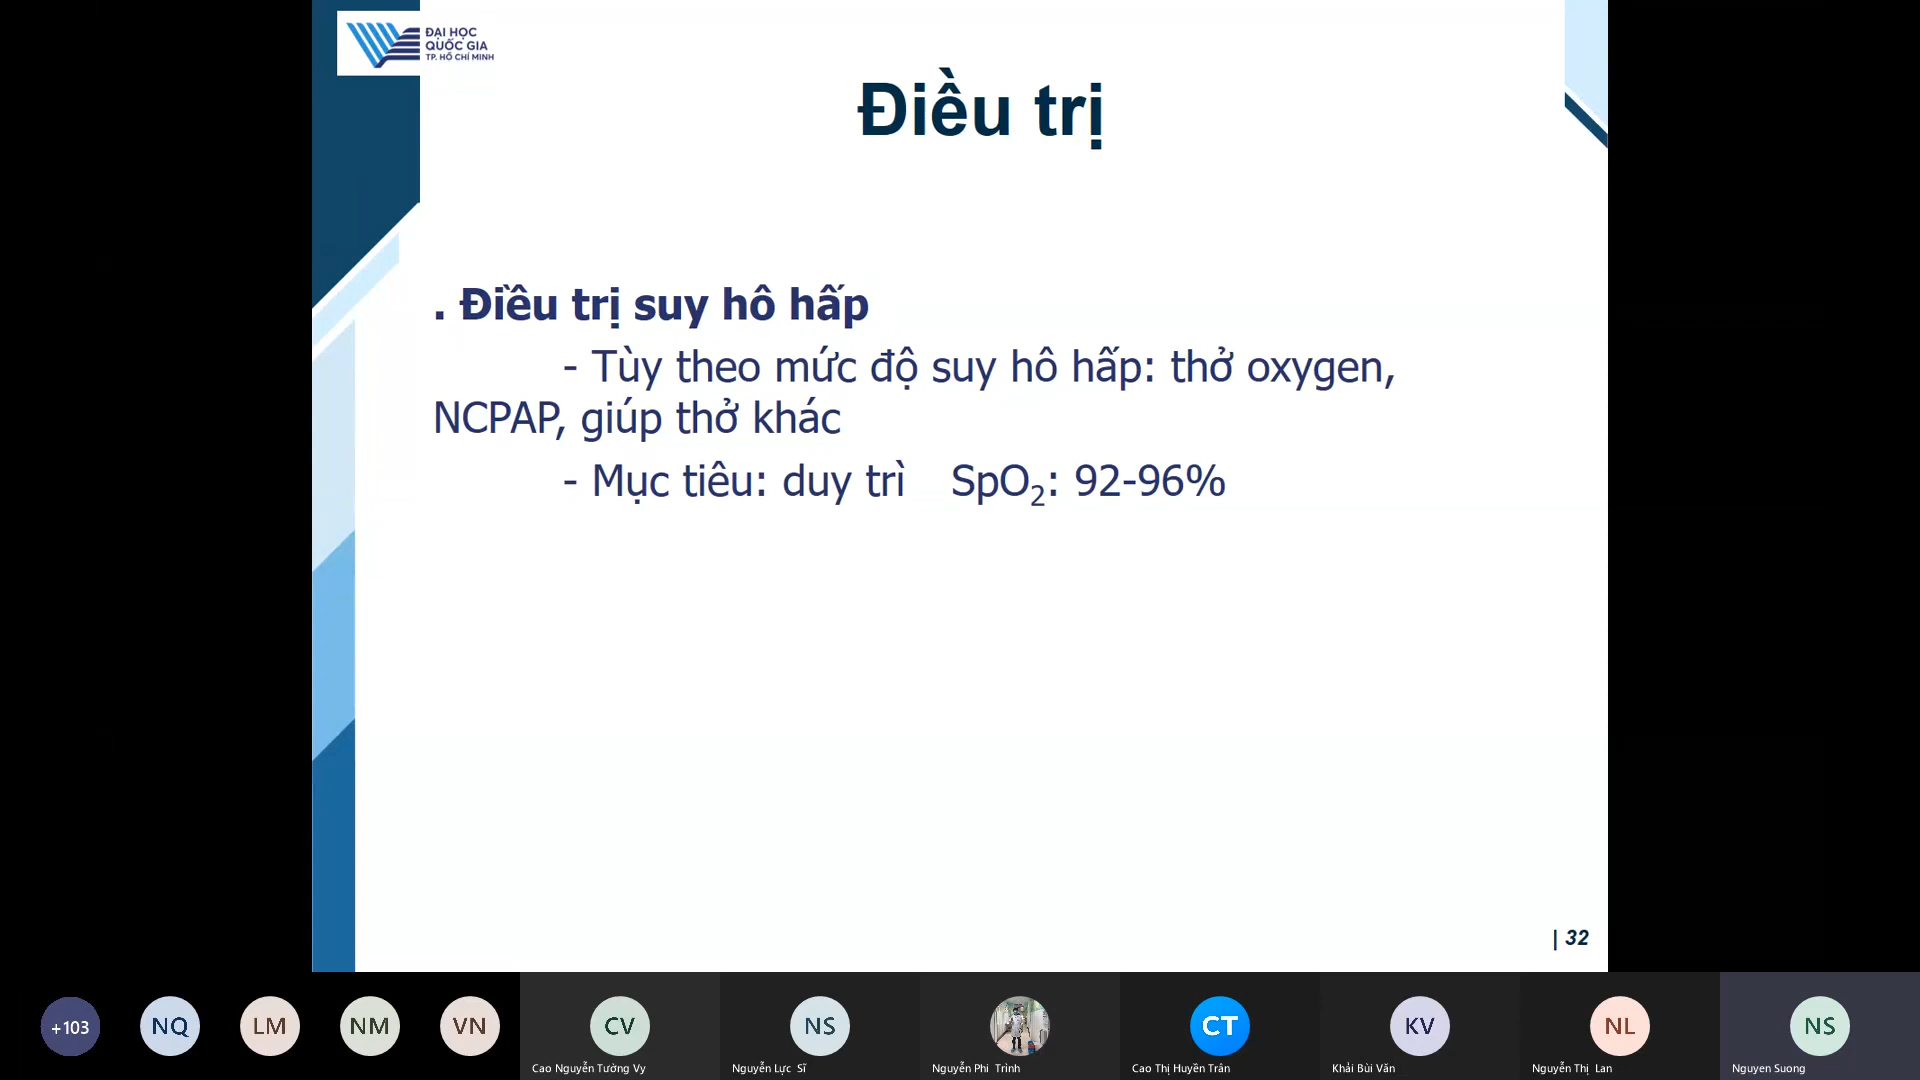 ĐẠI HỌC
QUỐC GIA
TP. HỒ CHÍ MINH
Điều trị
. Điều trị suy hô hấp
- Tùy theo mức độ suy hô hấp: thở oxygen,
NCPAP, giúp thở khác
- Mục tiêu: duy trì SpO₂: 92-96%
| 32
+103
NQ
LM
NM
VN
CV
NS
CT
KV
NL
NS
Cao Nguyễn Tường Vy
Nguyễn Lực Sĩ
Nguyễn Phi Trình
Cao Thị Huyền Trân
Khải Bùi Văn
Nguyễn Thị Lan
Nguyen Suong